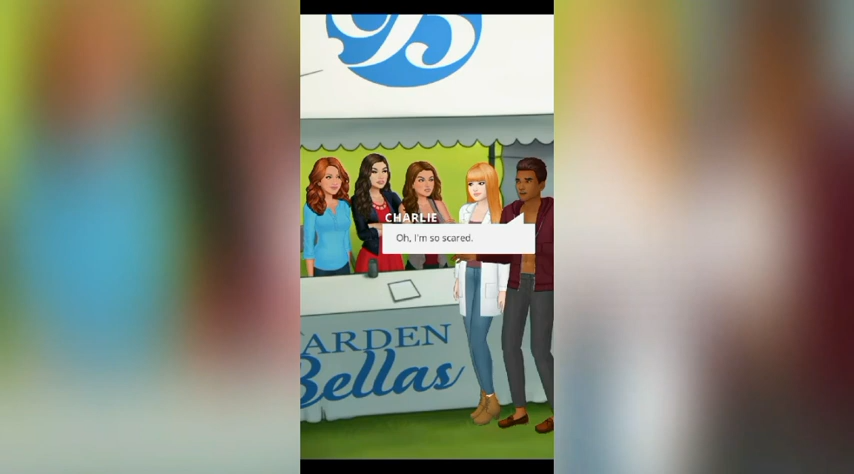 B
CHARLIE
Oh, I'm so scared.
ARDEN
Bellas